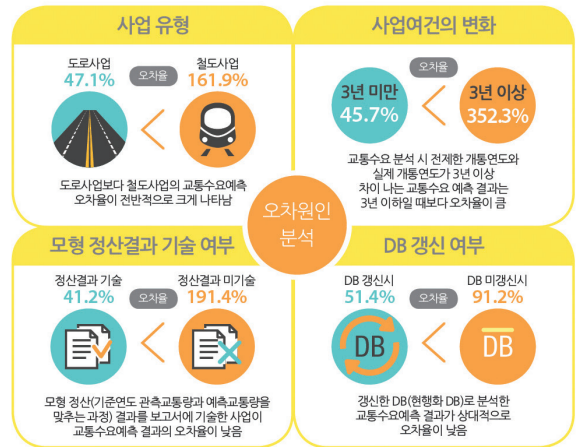 사업 유형
도로사업
47.1%
오차율
철도사업
161.9%
도로사업보다 철도사업의 교통수요예측
오차율이 전반적으로 크게 나타남
사업여건의 변화
오차율
3년 미만
45.7%
3년 이상
352.3%
교통수요 분석 시 전제한 개통연도와
실제 개통연도가 3년 이상
차이 나는 교통수요 예측 결과는
3년 이하일 때보다 오차율이 큼
오차원인
분석
모형 정산결과 기술 여부
정산결과 기술
41.2%
오차율
정산결과 미기술
191.4%
모형 정산(기준연도 관측교통량과 예측교통량을
맞추는 과정) 결과를 보고서에 기술한 사업이
교통수요예측 결과의 오차율이 낮음
DB 갱신 여부
DB 갱신시
51.4%
오차율
DB 미갱신시
91.2%
DB
DB
갱신한 DB(현행화 DB)로 분석한
교통수요예측 결과가 상대적으로
오차율이 낮음